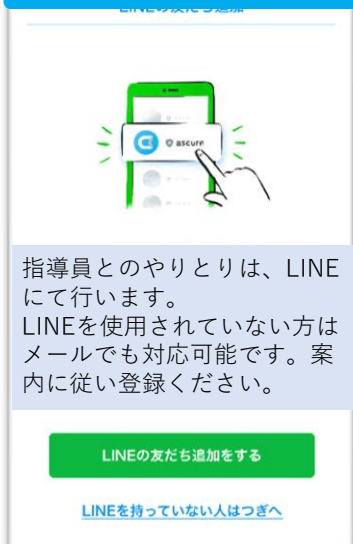 LINEの友だち追加
ascure
指導員とのやりとりは、LINE
にて行います。
LINEを使用されていない方は
メールでも対応可能です。案
内に従い登録ください。
LINEの友だち追加をする
LINEを持っていない人はつぎへ